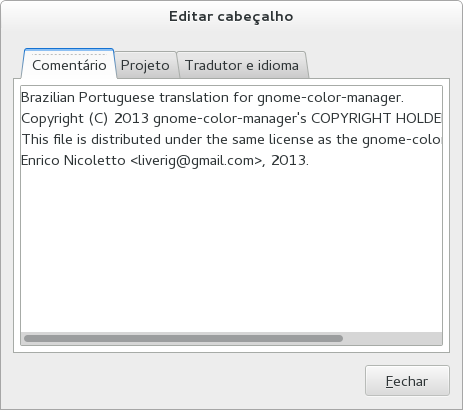 Editar cabeçalho
Comentário Projeto Tradutor e idioma
Brazilian Portuguese translation for gnome-color-manager.
Copyright (C) 2013 gnome-color-manager's COPYRIGHT HOLDE
This file is distributed under the same license as the gnome-color
Enrico Nicoletto <liverig@gmail.com>, 2013.
Fechar